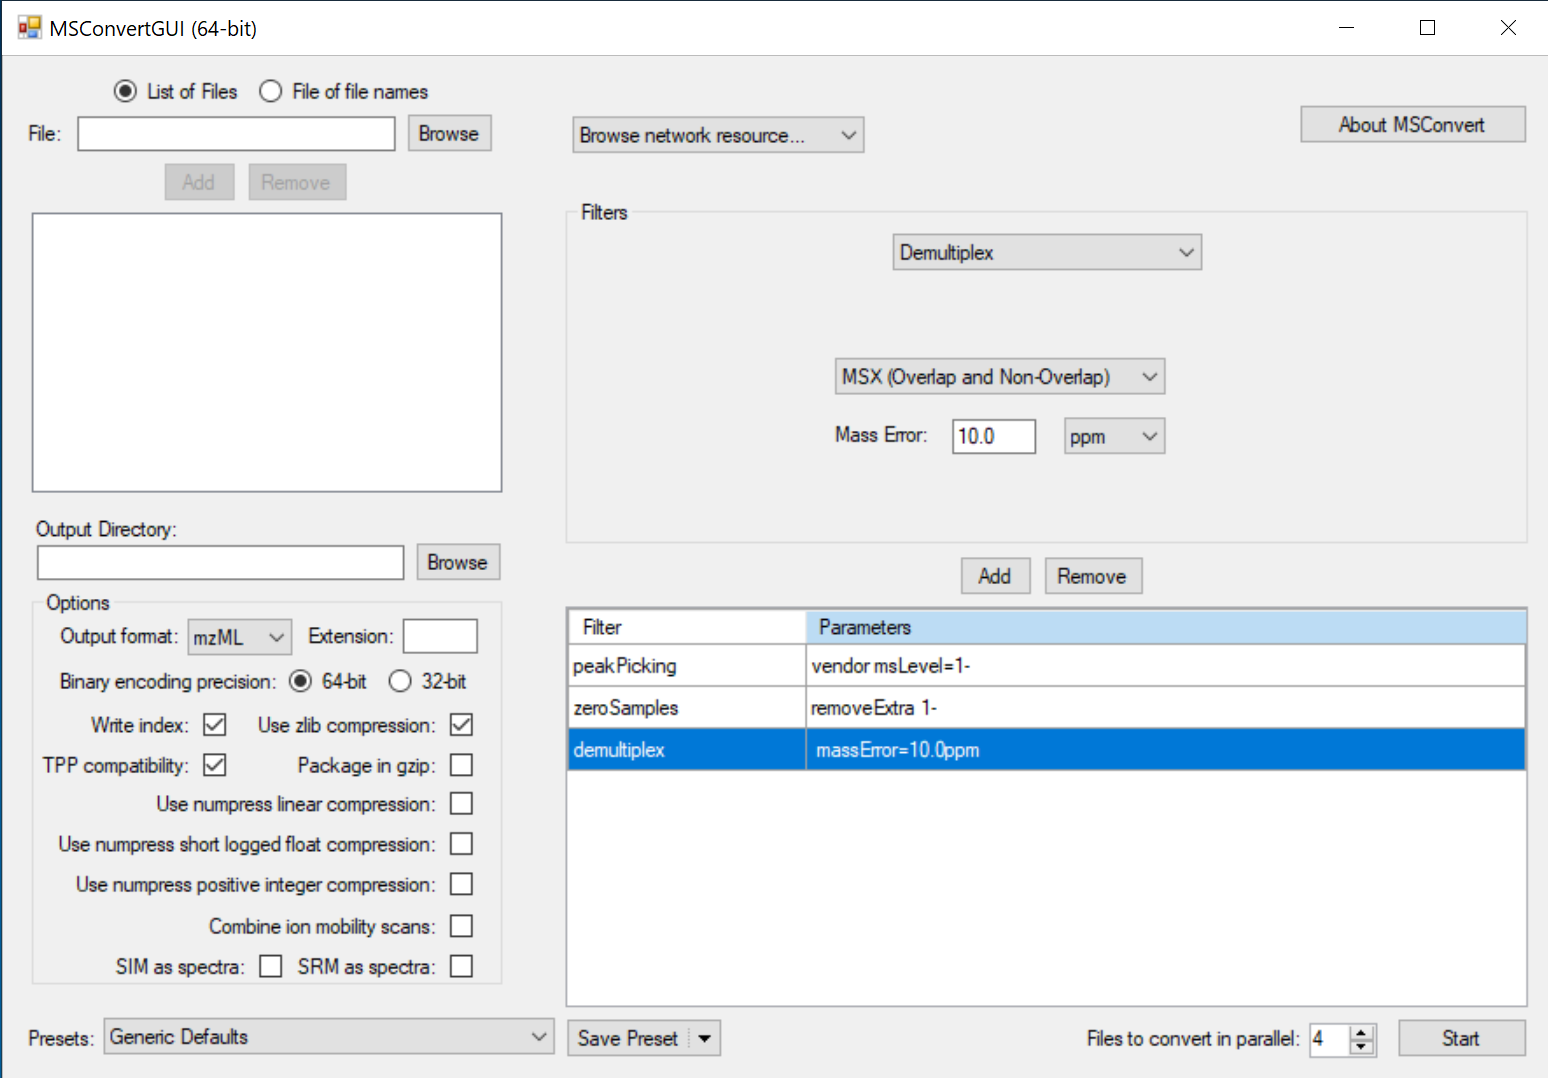 MSConvertGUI (64-bit)
List of Files File of file names
File: Browse
Browse network resource...
About MSConvert
Add Remove
Filters
Demultiplex
MSX (Overlap and Non-Overlap)
Mass Error: 10.0 ppm
Output Directory:
Browse
Add Remove
Options
Output format: mzML Extension:
Binary encoding precision: 64-bit 32-bit
Write index: Use zlib compression:
TPP compatibility: Package in gzip:
Use numpress linear compression:
Use numpress short logged float compression:
Use numpress positive integer compression:
Combine ion mobility scans:
SIM as spectra: SRM as spectra:
Filter Parameters
peakPicking vendor msLevel=1-
zeroSamples removeExtra 1-
demultiplex massError=10.0ppm
Presets: Generic Defaults Save Preset
Files to convert in parallel: 4 Start